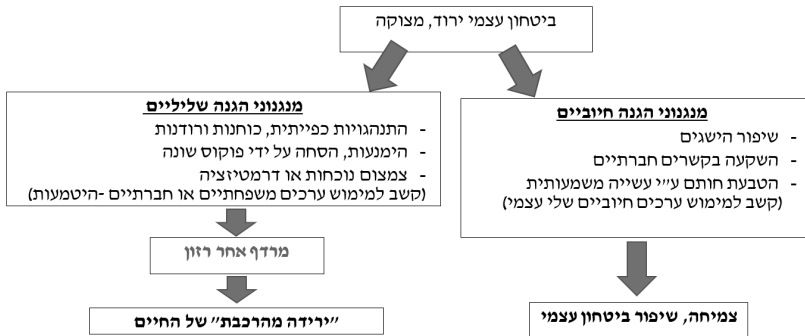 ביטחון עצמי ירוד, מצוקה
מנגנוני הגנה שליליים
- התנהגויות כפייתית, כוחנות ורודנות
- הימנעות, הסחה על ידי פוקוס שונה
- צמצום נוכחות או דרמטיזציה
(קשב למימוש ערכים משפחתיים או חברתיים -היטמעות)
מרדף אחר רזון
״ירידה מהרכבת״ של החיים
מנגנוני הגנה חיוביים
- שיפור הישגים
- השקעה בקשרים חברתיים
- הטבעת חותם ע״י עשייה משמעותית
(קשב למימוש ערכים חיוביים שלי עצמי)
צמיחה, שיפור ביטחון עצמי